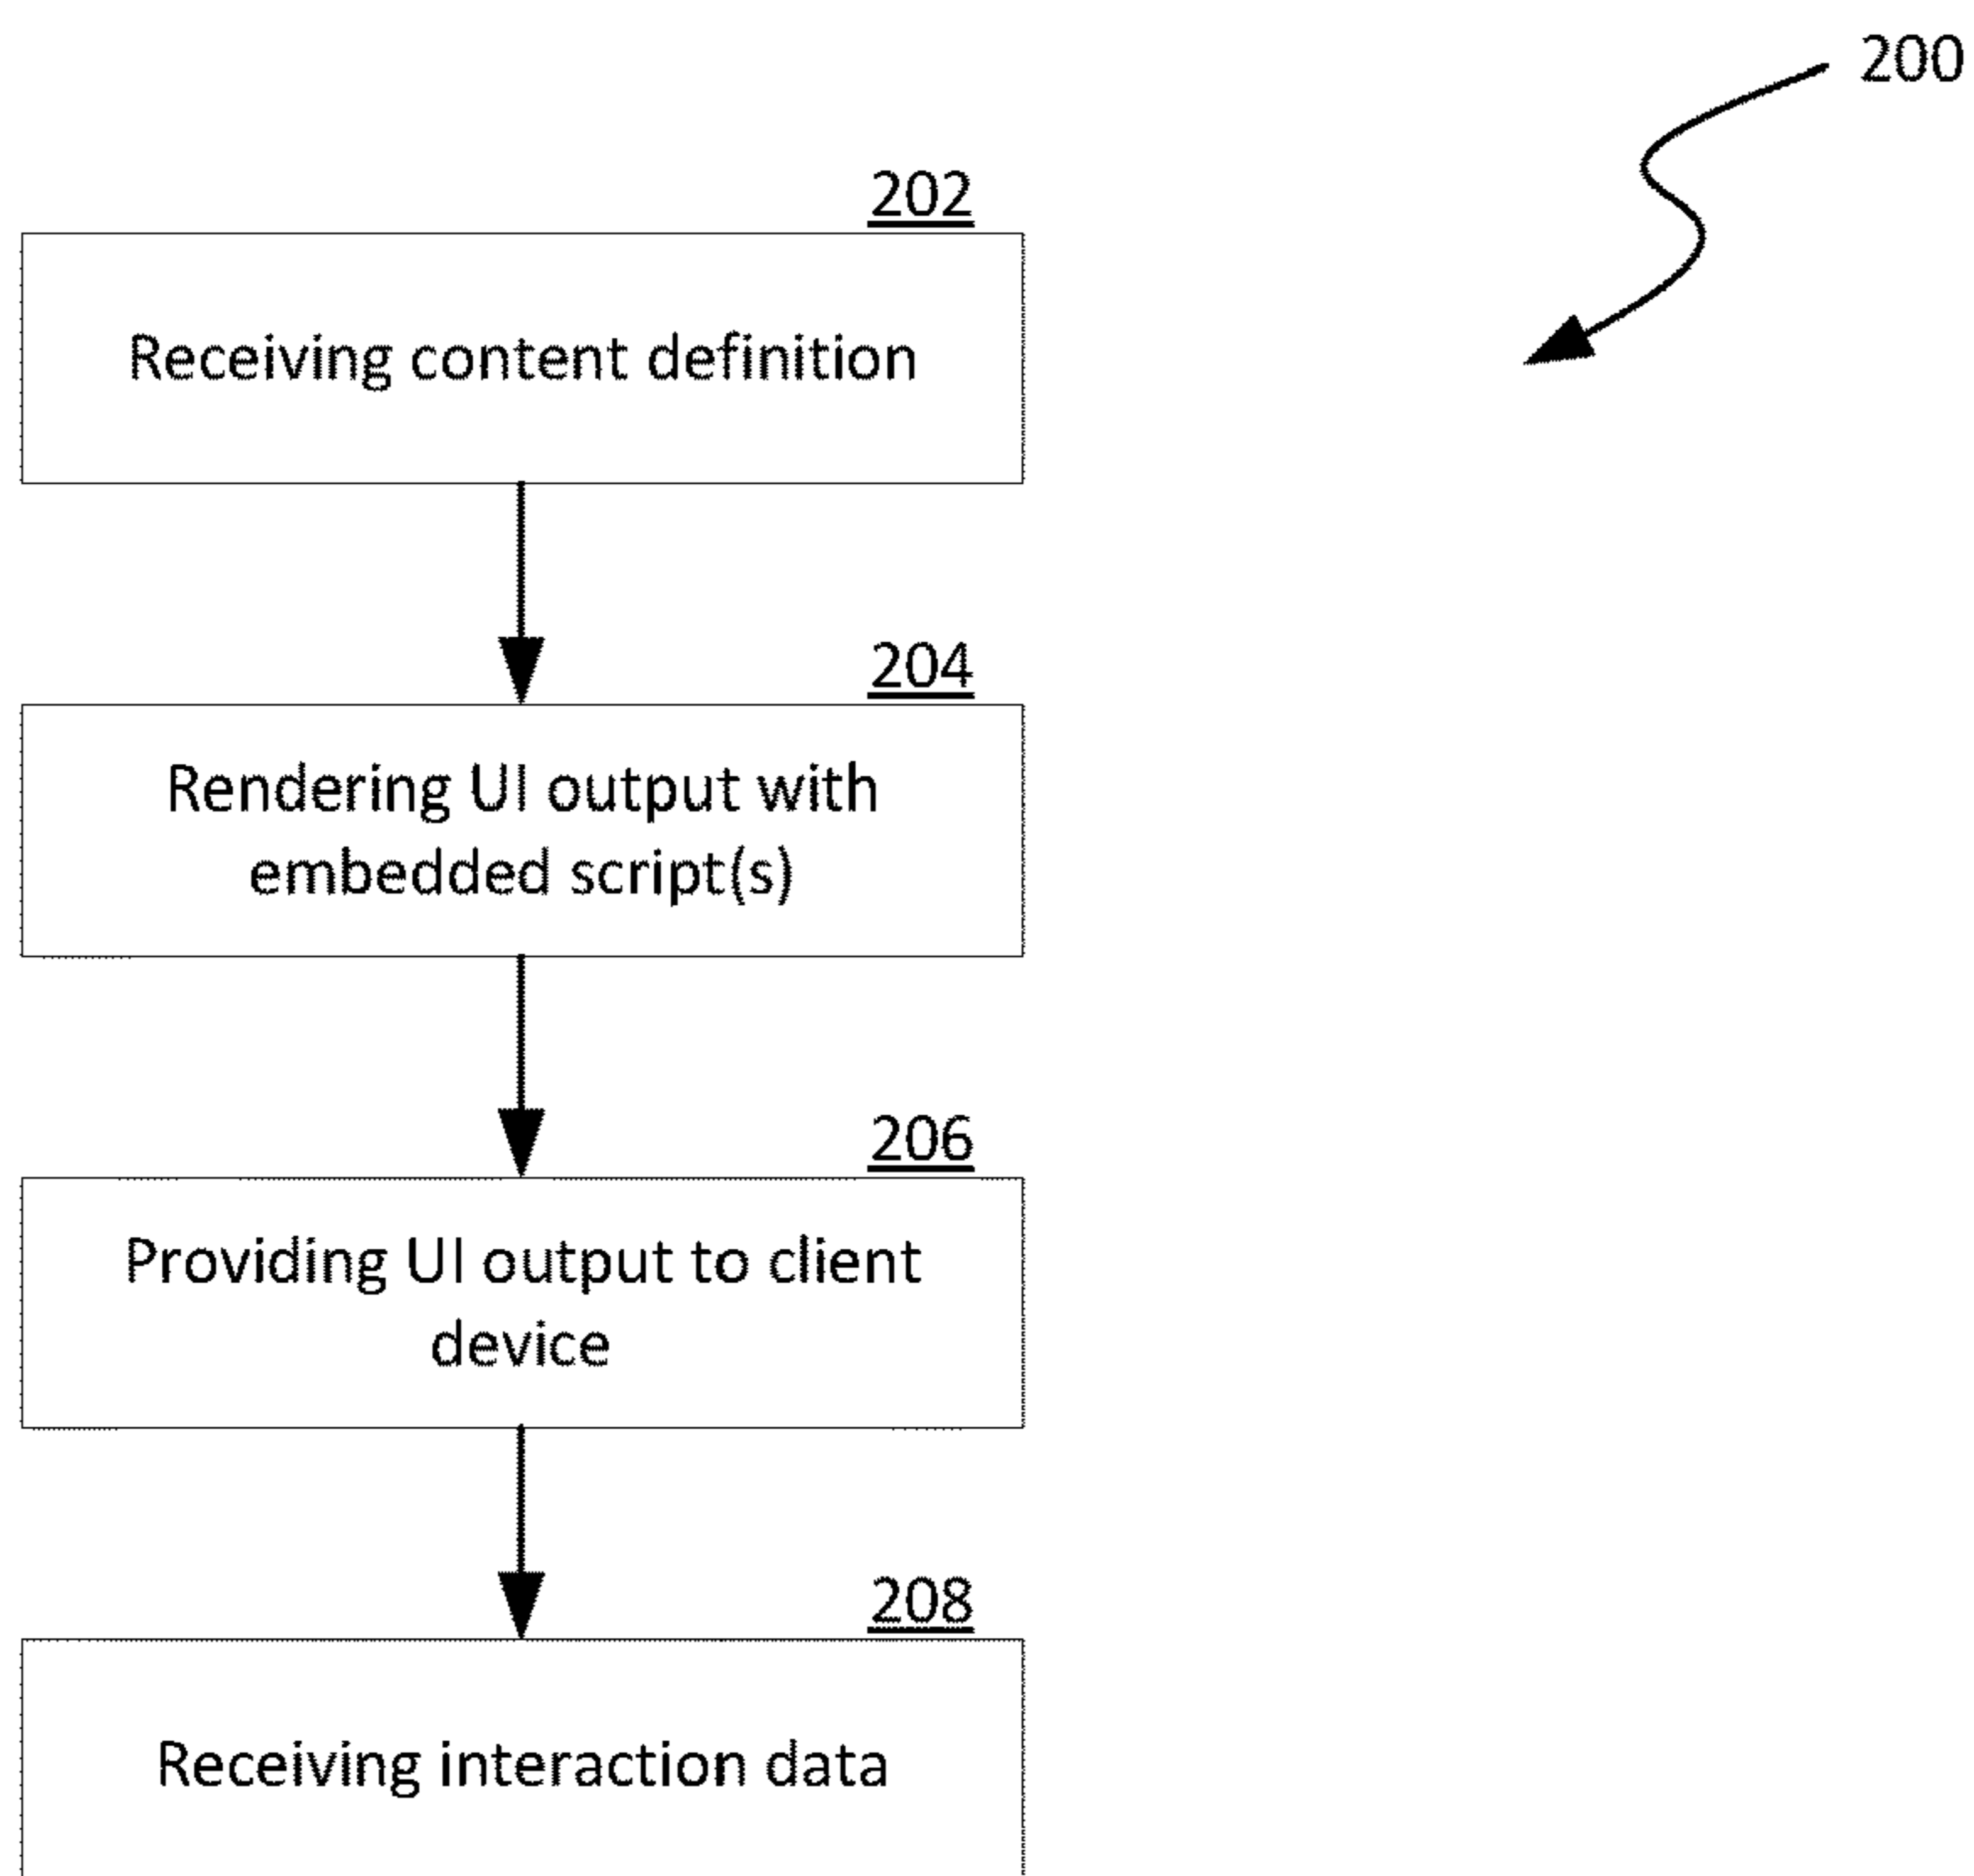 200
202
Receiving content definition
204
Rendering UI output with
embedded script(s)
206
Providing UI output to client
device
208
Receiving interaction data